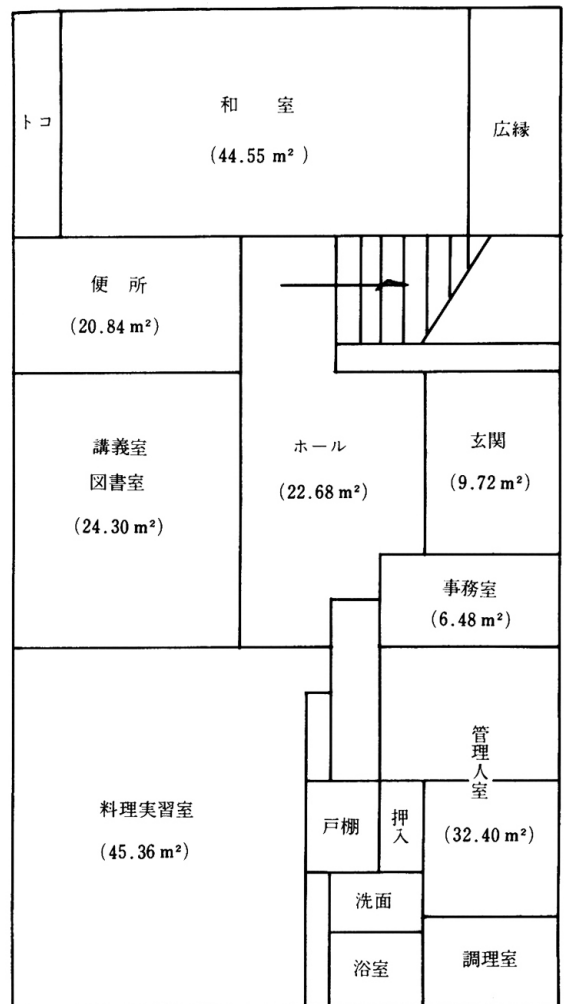 トコ
和 室
(44.55 m²)
広縁
便 所
(20.84 m²)
講義室
図書室
(24.30 m²)
ホール
(22.68 m²)
玄関
(9.72 m²)
事務室
(6.48 m²)
管理人室
(32.40 m²)
料理実習室
(45.36 m²)
戸棚
押入
洗面
浴室
調理室